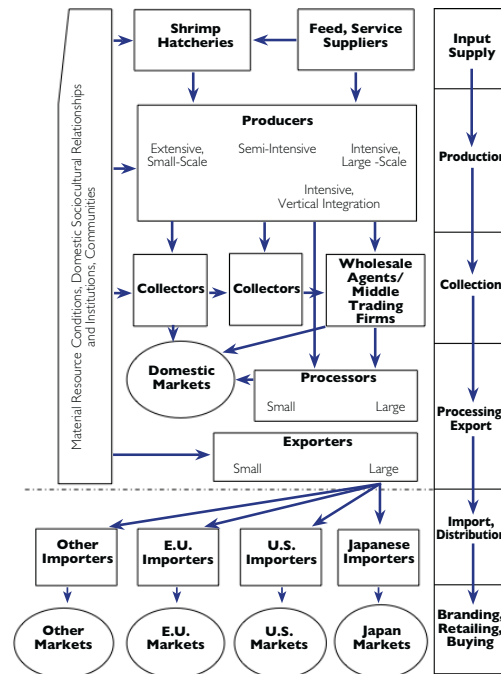 Shrimp
Hatcheries
Feed, Service
Suppliers
Input
Supply
Material Resource Conditions, Domestic Sociocultural Relationships
and Institutions, Communities
Producers
Extensive,
Small-Scale
Semi-Intensive
Intensive,
Large -Scale
Intensive,
Vertical Integration
Production
Collectors
Collectors
Wholesale
Agents/
Middle
Trading
Firms
Collection
Domestic
Markets
Processors
Small
Large
Processing
Export
Exporters
Small
Large
Other
Importers
E.U.
Importers
U.S.
Importers
Japanese
Importers
Import,
Distribution
Other
Markets
E.U.
Markets
U.S.
Markets
Japan
Markets
Branding,
Retailing,
Buying